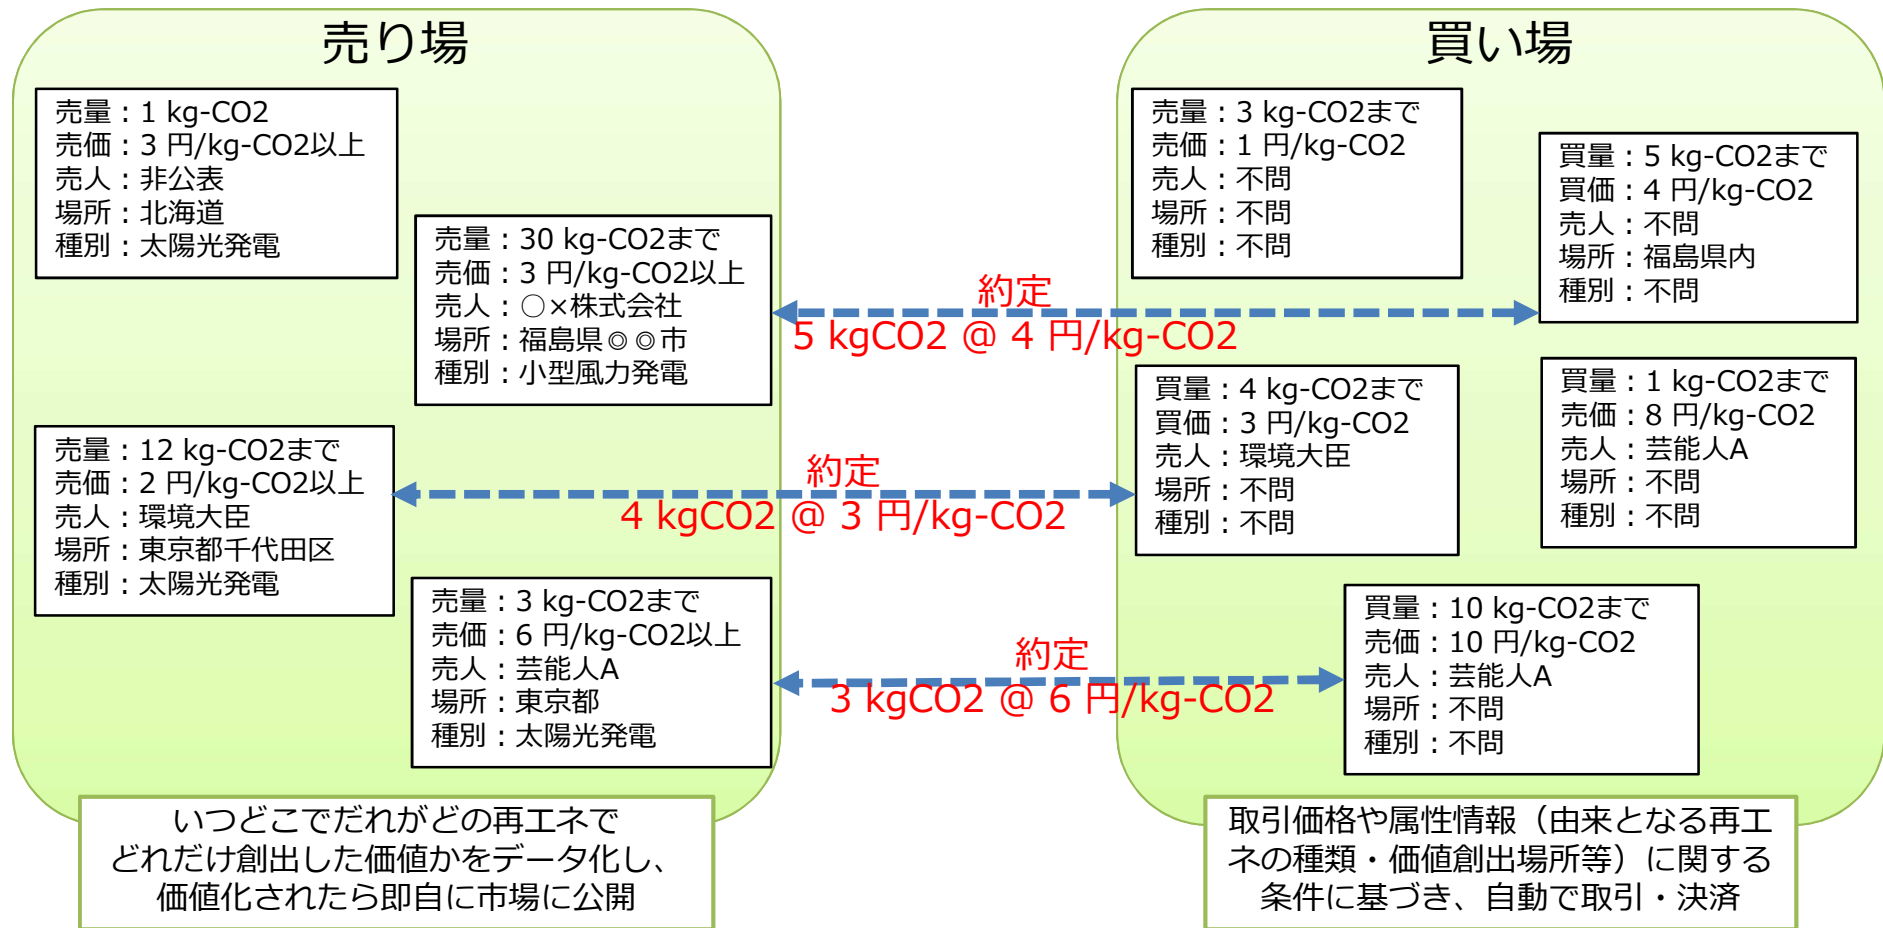 売り場
売量：1 kg-CO2
売価：3 円/kg-CO2以上
売人：非公表
場所：北海道
種別：太陽光発電
売量：30 kg-CO2まで
売価：3 円/kg-CO2以上
売人：○×株式会社
場所：福島県◎◎市
種別：小型風力発電
売量：12 kg-CO2まで
売価：2 円/kg-CO2以上
売人：環境大臣
場所：東京都千代田区
種別：太陽光発電
売量：3 kg-CO2まで
売価：6 円/kg-CO2以上
売人：芸能人A
場所：東京都
種別：太陽光発電
いつどこでだれがどの再エネで
どれだけ創出した価値かをデータ化し、
価値化されたら即自に市場に公開
約定
5 kgCO2 @ 4 円/kg-CO2
約定
4 kgCO2 @ 3 円/kg-CO2
約定
3 kgCO2 @ 6 円/kg-CO2
買い場
売量：3 kg-CO2まで
売価：1 円/kg-CO2
売人：不問
場所：不問
種別：不問
買量：5 kg-CO2まで
買価：4 円/kg-CO2
売人：不問
場所：福島県内
種別：不問
買量：4 kg-CO2まで
買価：3 円/kg-CO2
売人：環境大臣
場所：不問
種別：不問
買量：1 kg-CO2まで
売価：8 円/kg-CO2
売人：芸能人A
場所：不問
種別：不問
買量：10 kg-CO2まで
売価：10 円/kg-CO2
売人：芸能人A
場所：不問
種別：不問
取引価格や属性情報（由来となる再エ
ネの種類・価値創出場所等）に関する
条件に基づき、自動で取引・決済